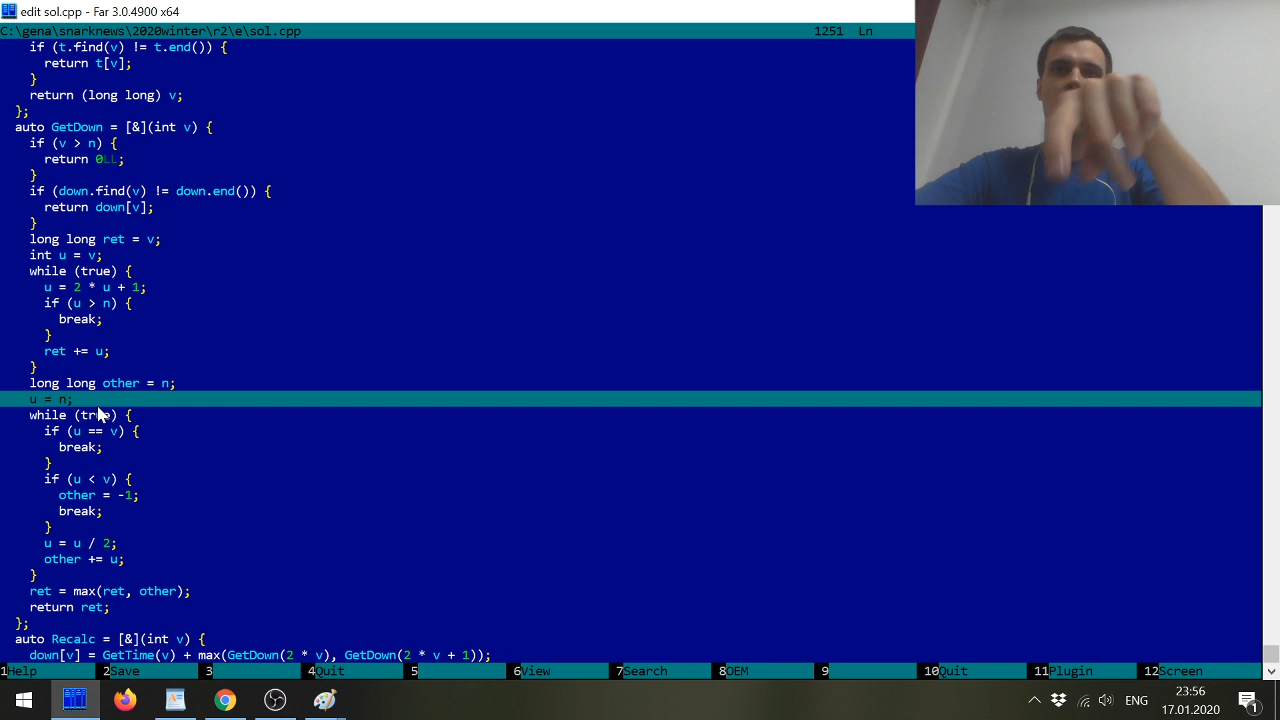 edit sol.cpp - Far 3.0.4900 x64
C:\gena\snarknews\2020winter\r2\e\sol.cpp 1251 Ln
if (t.find(v) != t.end()) {
return t[v];
}
return (long long) v;
};
auto GetDown = [&](int v) {
if (v > n) {
return 0LL;
}
if (down.find(v) != down.end()) {
return down[v];
}
long long ret = v;
int u = v;
while (true) {
u = 2 * u + 1;
if (u > n) {
break;
}
ret += u;
}
long long other = n;
u = n;
while (true) {
if (u == v) {
break;
}
if (u < v) {
other = -1;
break;
}
u = u / 2;
other += u;
}
ret = max(ret, other);
return ret;
};
auto Recalc = [&](int v) {
down[v] = GetTime(v) + max(GetDown(2 * v), GetDown(2 * v + 1));
1Help 2Save 3 4Quit 5 6View 7Search 8OEM 9 10Quit 11Plugin 12Screen
ENG 23:56
17.01.2020
1